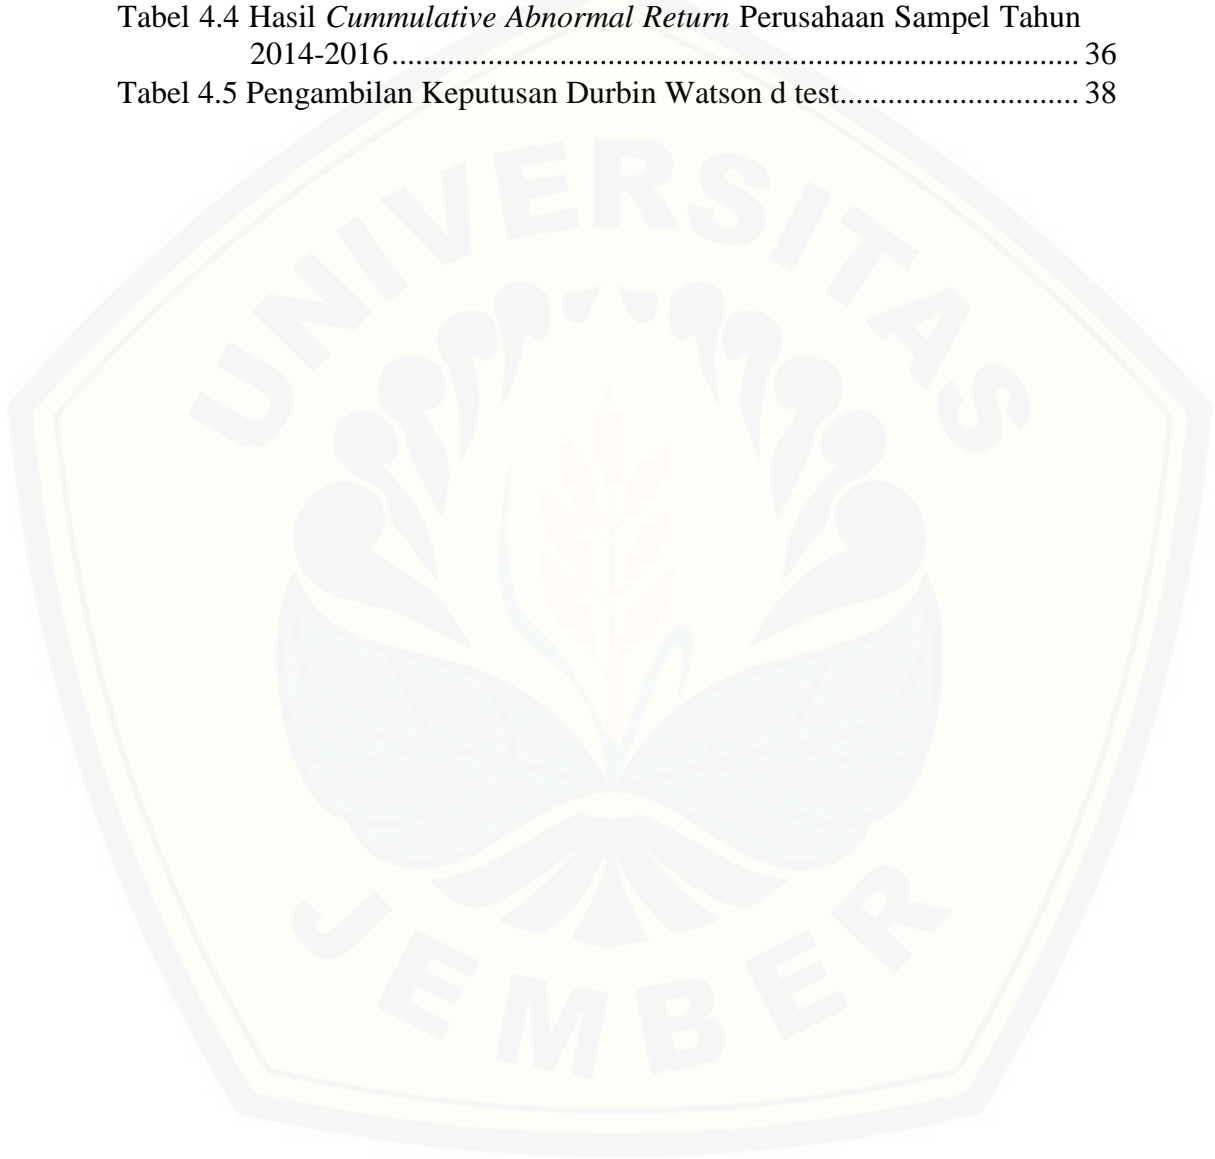 Tabel 4.4 Hasil Cummulative Abnormal Return Perusahaan Sampel Tahun
2014-2016...................................................................................... 36
Tabel 4.5 Pengambilan Keputusan Durbin Watson d test.............................. 38
UNIVERSITAS
JEMBER